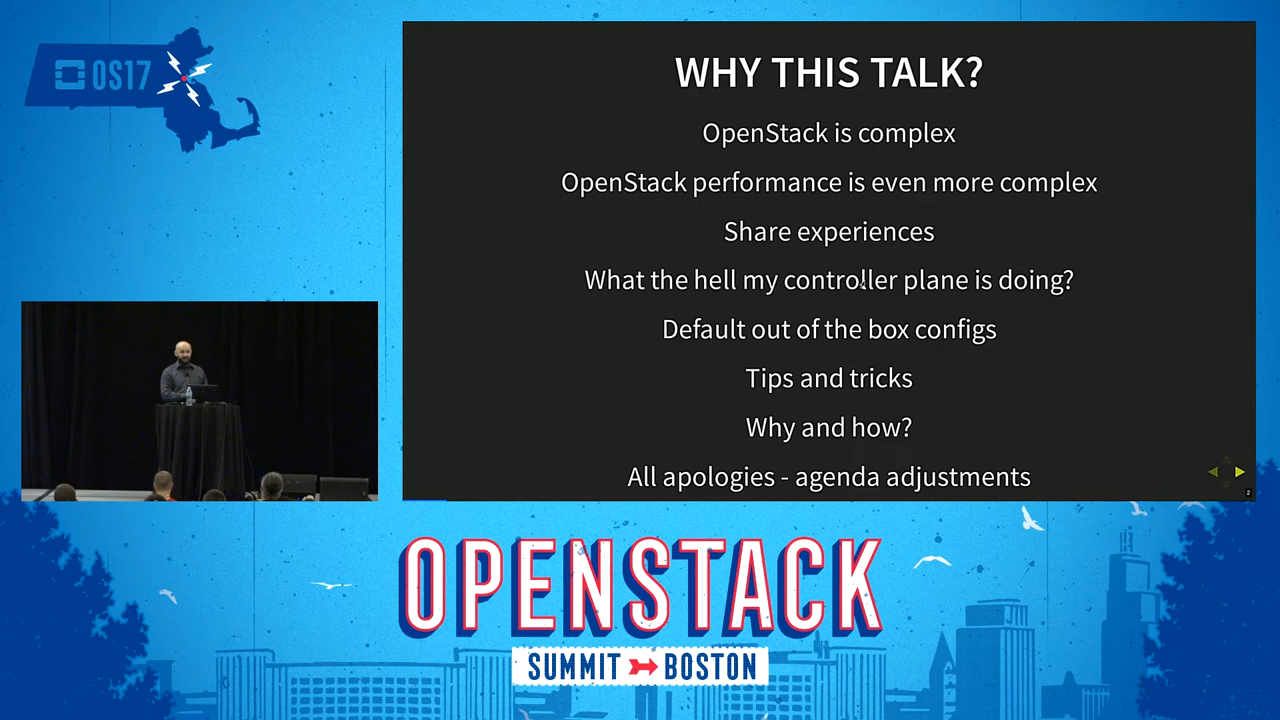 OS17
WHY THIS TALK?
OpenStack is complex
OpenStack performance is even more complex
Share experiences
What the hell my controller plane is doing?
Default out of the box configs
Tips and tricks
Why and how?
All apologies - agenda adjustments
2
OPENSTACK
SUMMIT BOSTON